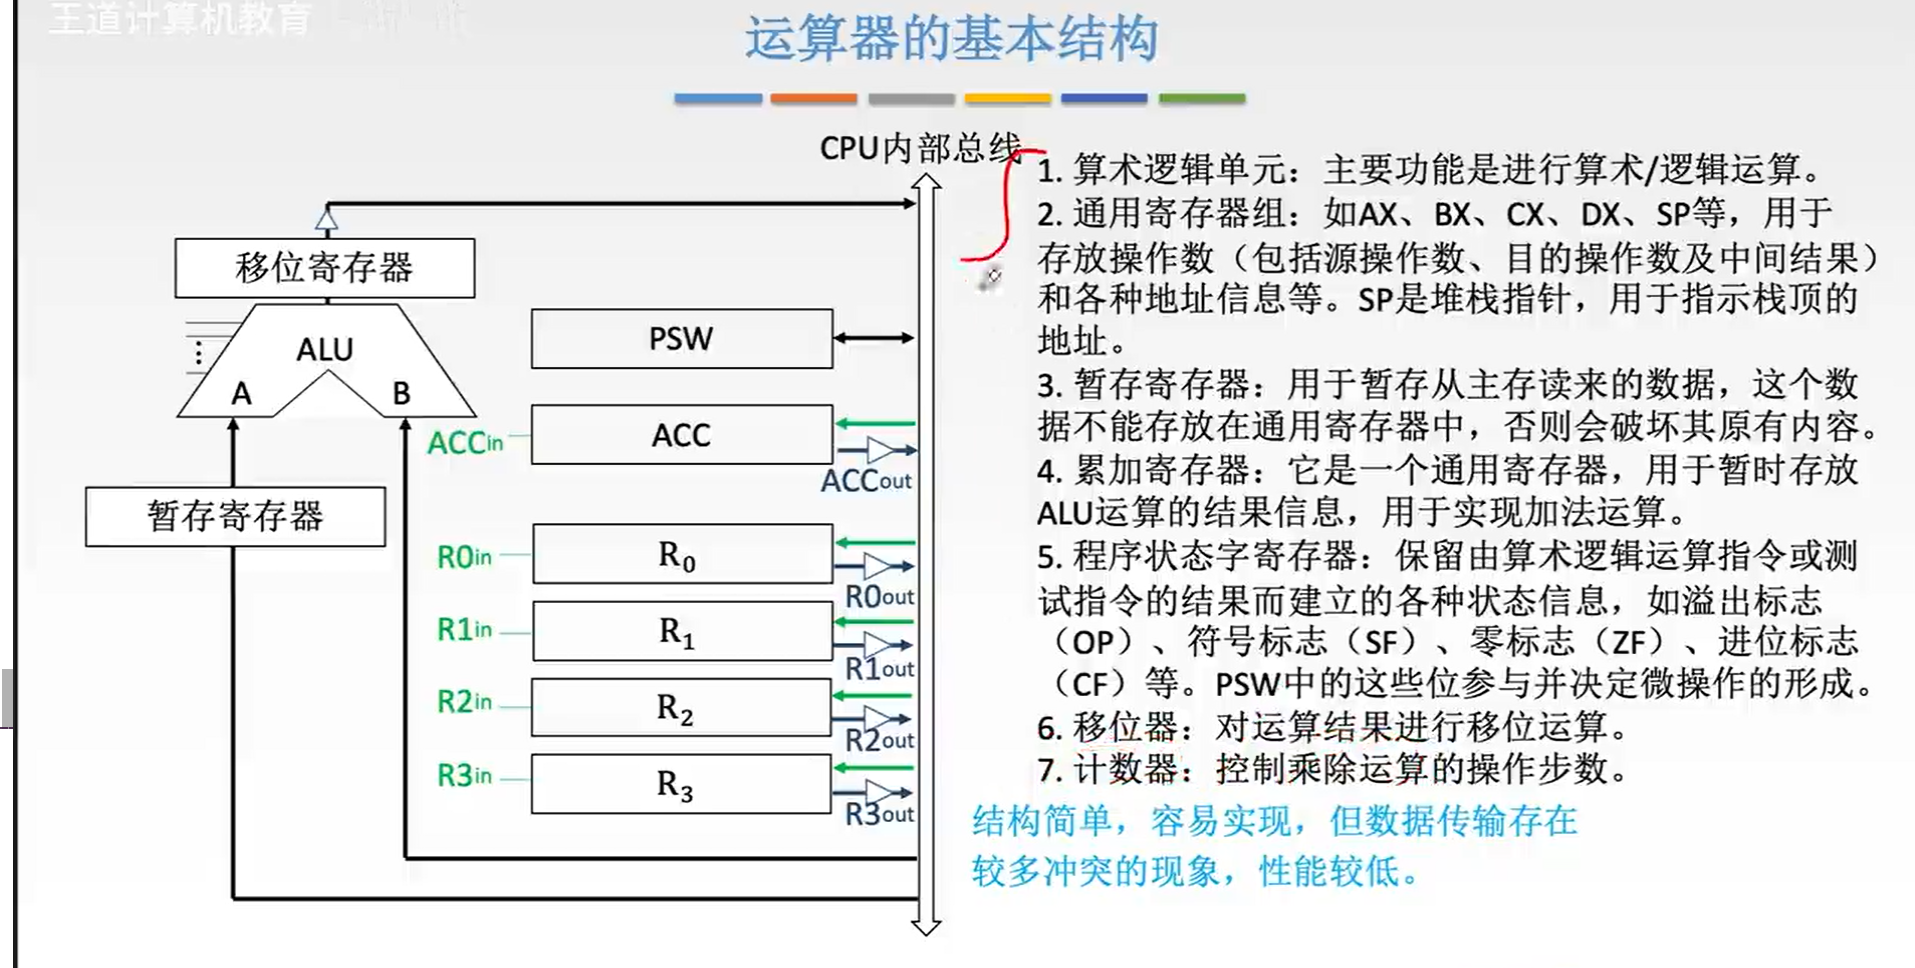 王道计算机教育
运算器的基本结构
CPU内部总线
移位寄存器
ALU
A
B
暂存寄存器
PSW
ACCin
ACC
ACCout
R0in
R₀
R0out
R1in
R₁
R1out
R2in
R₂
R2out
R3in
R₃
R3out
1. 算术逻辑单元：主要功能是进行算术/逻辑运算。
2. 通用寄存器组：如AX、BX、CX、DX、SP等，用于
存放操作数（包括源操作数、目的操作数及中间结果）
和各种地址信息等。SP是堆栈指针，用于指示栈顶的
地址。
3. 暂存寄存器：用于暂存从主存读来的数据，这个数
据不能存放在通用寄存器中，否则会破坏其原有内容。
4. 累加寄存器：它是一个通用寄存器，用于暂时存放
ALU运算的结果信息，用于实现加法运算。
5. 程序状态字寄存器：保留由算术逻辑运算指令或测
试指令的结果而建立的各种状态信息，如溢出标志
（OP）、符号标志（SF）、零标志（ZF）、进位标志
（CF）等。PSW中的这些位参与并决定微操作的形成。
6. 移位器：对运算结果进行移位运算。
7. 计数器：控制乘除运算的操作步数。
结构简单，容易实现，但数据传输存在
较多冲突的现象，性能较低。